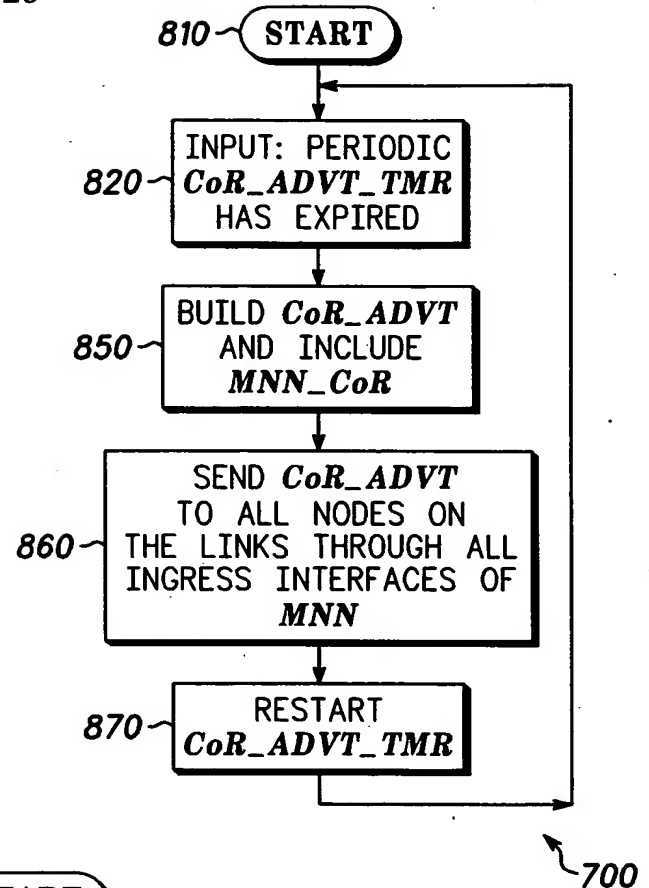 810 START
INPUT: PERIODIC
820 CoR_ADVT_TMR
HAS EXPIRED
BUILD CoR_ADVT
850 AND INCLUDE
MNN_CoR
SEND CoR_ADVT
TO ALL NODES ON
860 THE LINKS THROUGH ALL
INGRESS INTERFACES OF
MNN
RESTART
870 CoR_ADVT_TMR
700